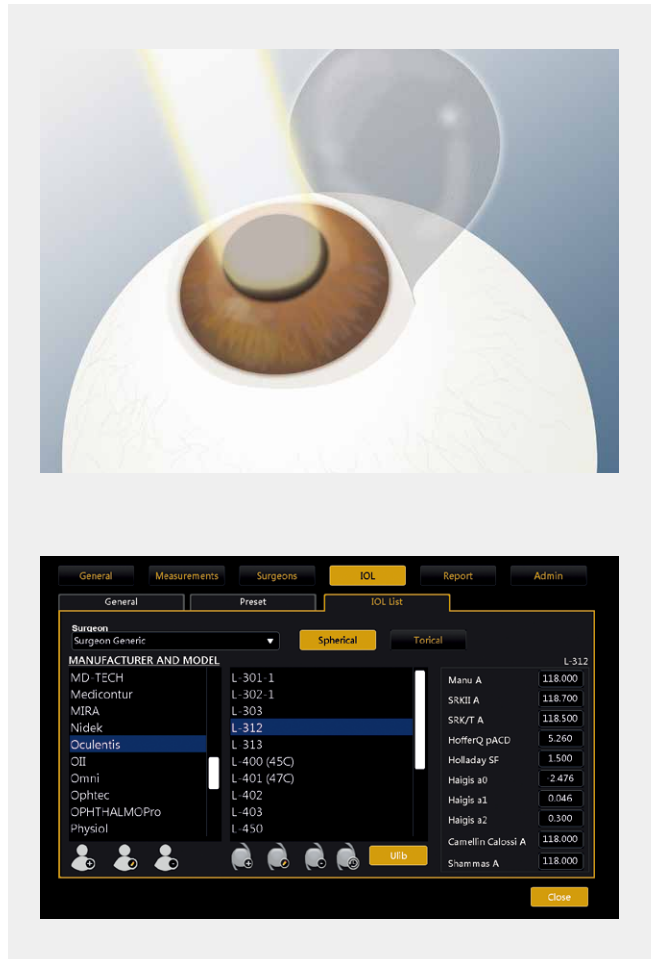 General Measurements Surgeons IOL Report Admin
General Preset IOL List
Surgeon
Surgeon Generic
Spherical Torical
MANUFACTURER AND MODEL
L-312
MD-TECH
Medicontur
MIRA
Nidek
Oculentis
OII
Omni
Ophtec
OPHTHALMOPro
Physiol
L-301-1
L-302-1
L-303
L-312
L 313
L-400 (45C)
L-401 (47C)
L-402
L-403
L-450
Ulib
Manu A 118.000
SRKII A 118.700
SRK/T A 118.500
HofferQ pACD 5.260
Holladay SF 1.500
Haigis a0 -2.476
Haigis a1 0.046
Haigis a2 0.300
Camellin Calossi A 118.000
Shammas A 118.000
Close